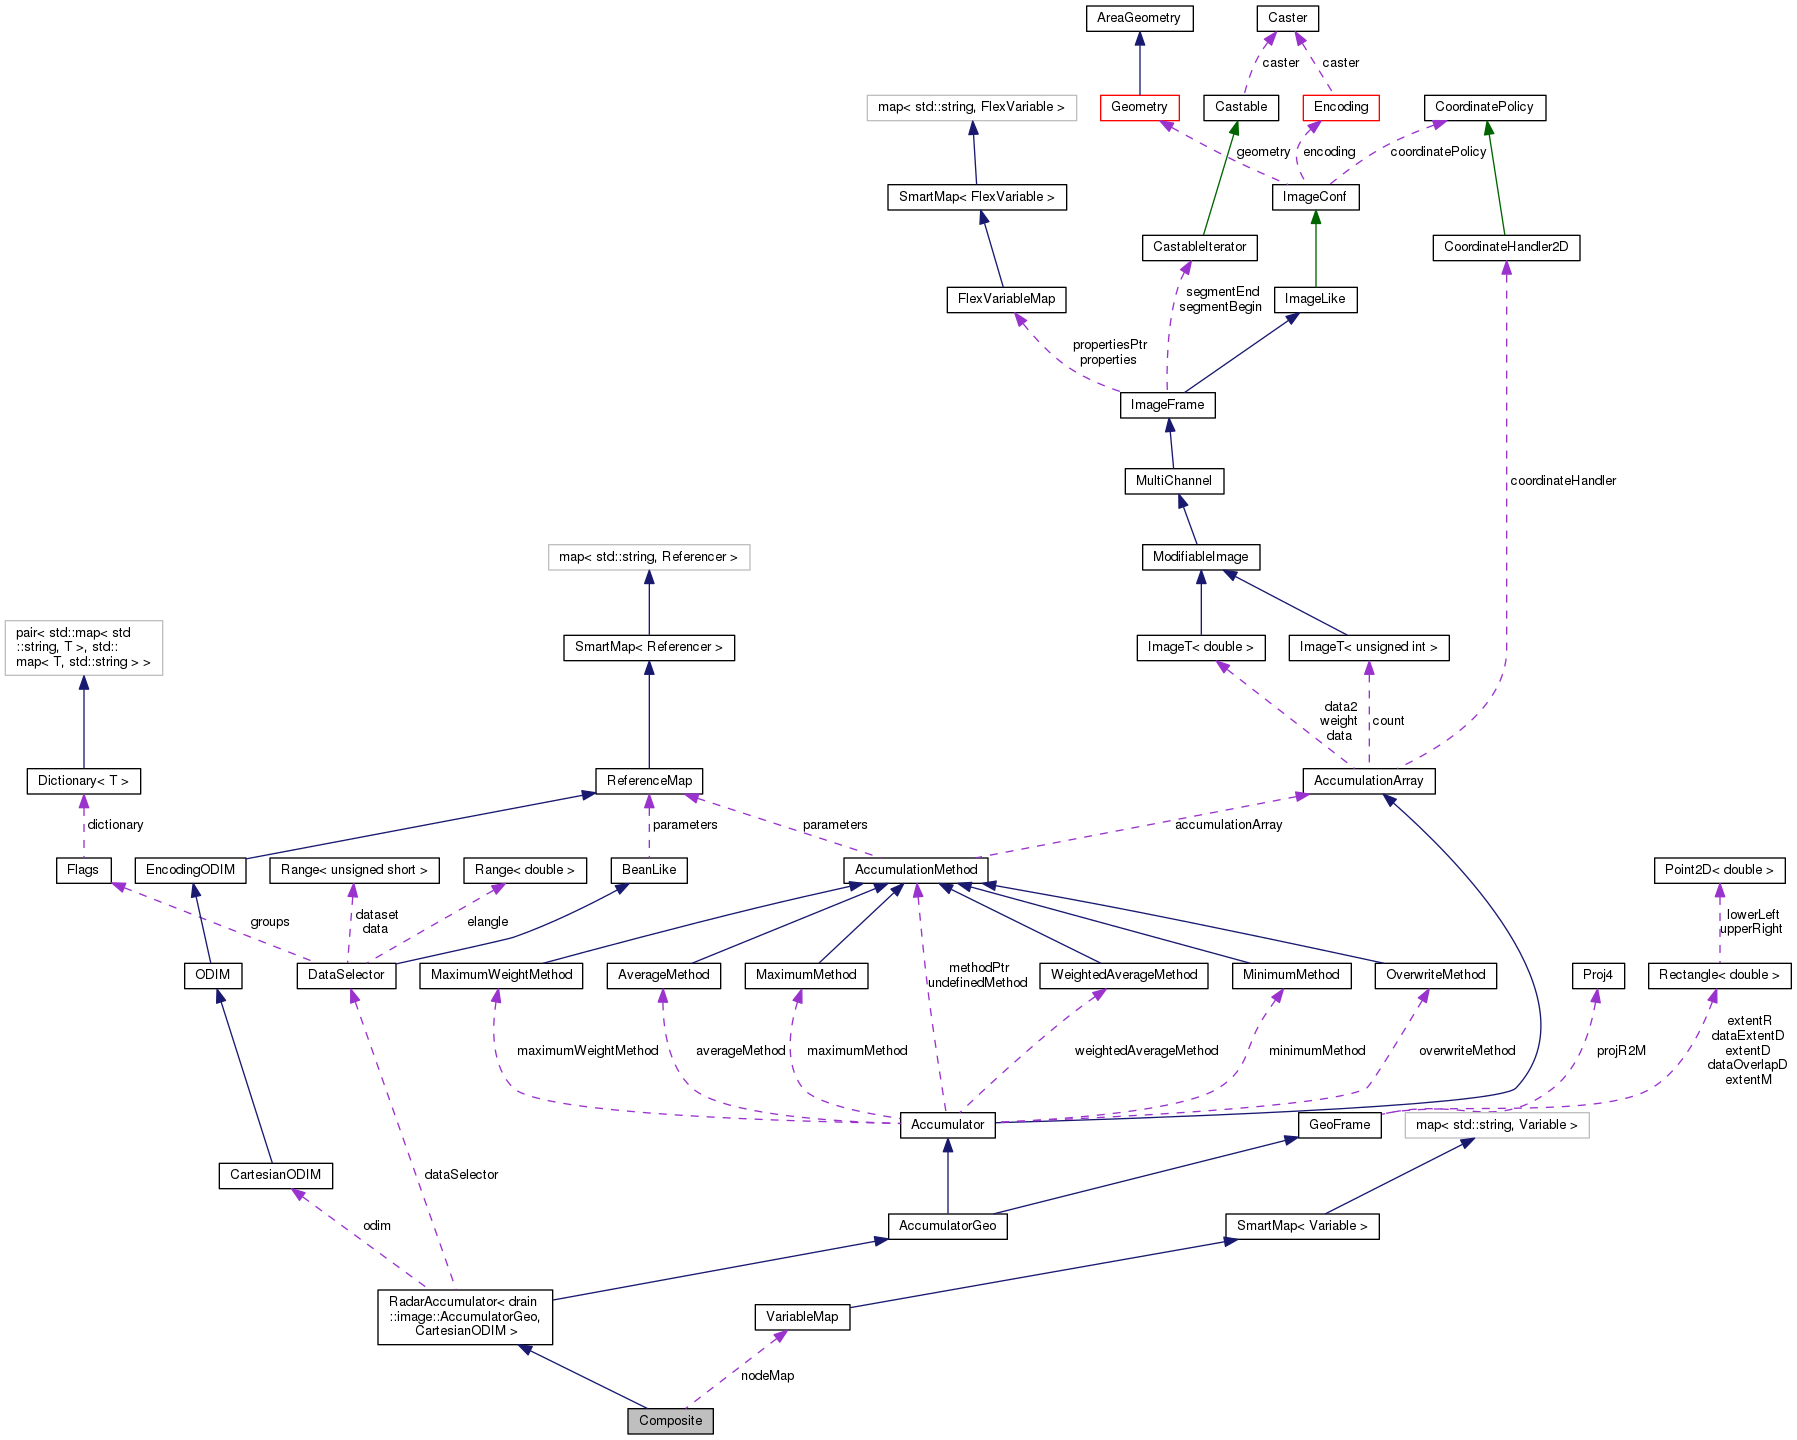 AreaGeometry
Caster
caster
caster
map< std::string, FlexVariable >
Geometry
Castable
Encoding
CoordinatePolicy
geometry
encoding
coordinatePolicy
SmartMap< FlexVariable >
ImageConf
CastableIterator
CoordinateHandler2D
FlexVariableMap
segmentEnd
segmentBegin
ImageLike
propertiesPtr
properties
ImageFrame
MultiChannel
coordinateHandler
map< std::string, Referencer >
ModifiableImage
pair< std::map< std
::string, T >, std::
map< T, std::string > >
SmartMap< Referencer >
ImageT< double >
ImageT< unsigned int >
data2
weight
data
count
Dictionary< T >
ReferenceMap
AccumulationArray
dictionary
parameters
parameters
accumulationArray
Flags
EncodingODIM
Range< unsigned short >
Range< double >
BeanLike
AccumulationMethod
Point2D< double >
groups
dataset
data
elangle
lowerLeft
upperRight
ODIM
DataSelector
MaximumWeightMethod
AverageMethod
MaximumMethod
methodPtr
undefinedMethod
WeightedAverageMethod
MinimumMethod
OverwriteMethod
Proj4
Rectangle< double >
maximumWeightMethod
averageMethod
maximumMethod
weightedAverageMethod
minimumMethod
overwriteMethod
projR2M
extentR
dataExtentD
extentD
dataOverlapD
extentM
Accumulator
GeoFrame
map< std::string, Variable >
CartesianODIM
dataSelector
odim
AccumulatorGeo
SmartMap< Variable >
RadarAccumulator< drain
::image::AccumulatorGeo,
CartesianODIM >
VariableMap
nodeMap
Composite